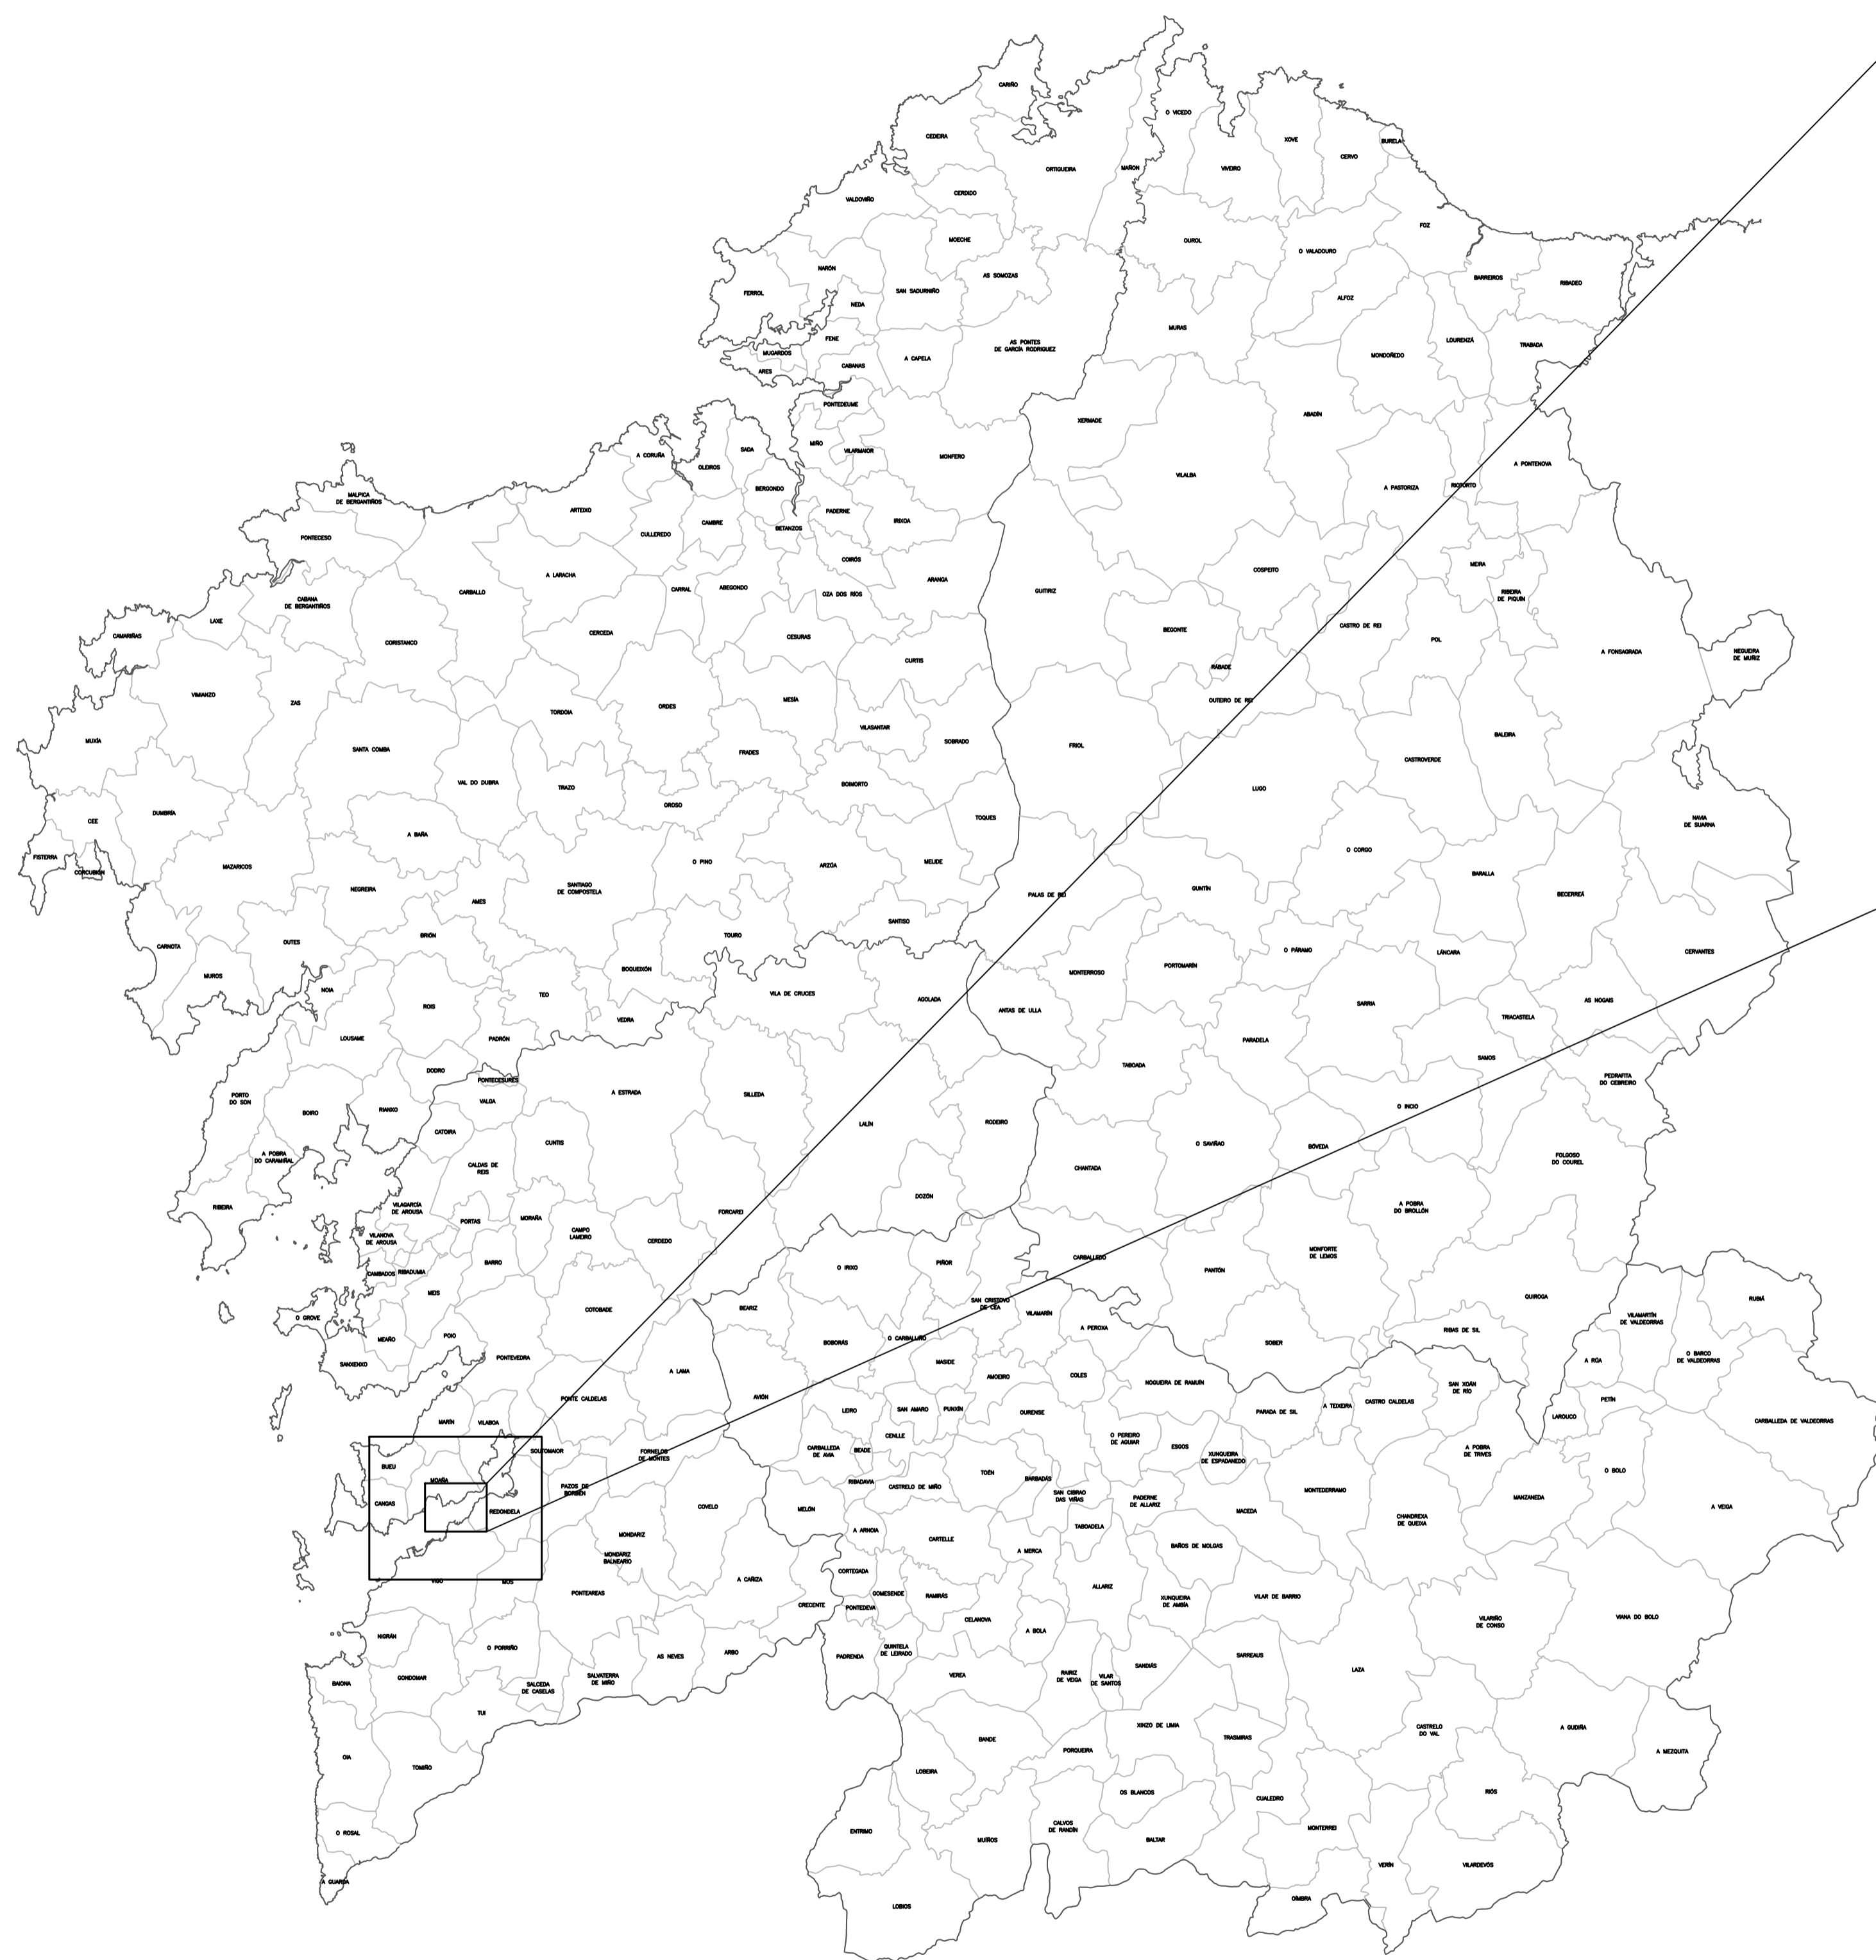 CARIÑO
O VICEDO
CEDEIRA
XOVE
BURELA
CERVO
ORTIGUEIRA
MAÑON
VIVEIRO
CERDIDO
VALDOVIÑO
FOZ
MOECHE
OUROL
O VALADOURO
NARÓN
AS SOMOZAS
BARREIROS
RIBADEO
FERROL
SAN SADURNIÑO
ALFOZ
NEDA
MURAS
FENE
LOURENZÁ
TRABADA
AS PONTES
DE GARCÍA RODRIGUEZ
MUGARDOS
A CAPELA
MONDOÑEDO
CABANAS
ARES
PONTEDEUME
ABADÍN
XERMADE
MIÑO
VILARMAIOR
SADA
A CORUÑA
MONFERO
OLEIROS
A PONTENOVA
VILALBA
BERGONDO
A PASTORIZA
RIOTORTO
MALPICA
DE BERGANTIÑOS
ARTEIXO
PADERNE
IRIXOA
CAMBRE
BETANZOS
CULLEREDO
PONTECESO
COIRÓS
MEIRA
COSPEITO
A LARACHA
ARANGA
ABEGONDO
CARRAL
CARBALLO
GUITIRIZ
OZA DOS RÍOS
RIBEIRA
DE PIQUÍN
CABANA
DE BERGANTIÑOS
LAXE
CASTRO DE REI
BEGONTE
CERCEDA
CAMARIÑAS
CESURAS
POL
CORISTANCO
A FONSAGRADA
NEGUEIRA
DE MUÑIZ
CURTIS
RÁBADE
VIMIANZO
MESÍA
OUTEIRO DE REI
ZAS
ORDES
TORDOIA
VILASANTAR
BALEIRA
MUXÍA
SOBRADO
FRIOL
SANTA COMBA
FRADES
CASTROVERDE
VAL DO DUBRA
BOIMORTO
TRAZO
LUGO
OROSO
DUMBRÍA
TOQUES
NAVIA
DE SUARNA
CEE
A BAÑA
O CORGO
FISTERRA
O PINO
MELIDE
ARZÚA
MAZARICOS
CORCUBIÓN
BARALLA
NEGREIRA
SANTIAGO
DE COMPOSTELA
GUNTÍN
PALAS DE REI
BECERREÁ
AMES
SANTISO
BRIÓN
TOURO
OUTES
CARNOTA
O PÁRAMO
LÁNCARA
CERVANTES
PORTOMARÍN
BOQUEIXÓN
MONTERROSO
MUROS
NOIA
TEO
VILA DE CRUCES
AGOLADA
AS NOGAIS
SARRIA
ROIS
ANTAS DE ULLA
TRIACASTELA
VEDRA
LOUSAME
PADRÓN
PARADELA
SAMOS
TABOADA
DODRO
PONTECESURES
PEDRAFITA
DO CEBREIRO
A ESTRADA
SILLEDA
PORTO
DO SON
VALGA
O INCIO
RIANXO
BOIRO
RODEIRO
LALÍN
CATOIRA
CUNTIS
O SAVIÑAO
BÓVEDA
A POBRA
DO CARAMIÑAL
FOLGOSO
DO COUREL
CALDAS DE
REIS
CHANTADA
DOZÓN
A POBRA
DO BROLLÓN
RIBEIRA
VILAGARCÍA
DE AROUSA
FORCAREI
MORAÑA
PORTAS
CAMPO
LAMEIRO
VILANOVA
DE AROUSA
CERDEDO
MONFORTE
DE LEMOS
CARBALLEDO
BARRO
PIÑOR
O IRIXO
PANTÓN
CAMBADOS
RIBADUMIA
MEIS
QUIROGA
RUBIÁ
SAN CRISTOVO
DE CEA
BEARIZ
COTOBADE
VILAMARÍN
VILAMARTÍN
DE VALDEORRAS
O GROVE
A PEROXA
RIBAS DE SIL
POIO
MEAÑO
O CARBALLIÑO
BOBORÁS
SOBER
O BARCO
DE VALDEORRAS
PONTEVEDRA
MASIDE
A RÚA
SANXENXO
A LAMA
AMOEIRO
COLES
NOGUEIRA DE RAMUÍN
SAN XOÁN
DE RÍO
AVIÓN
PONTE CALDELAS
PETÍN
CASTRO CALDELAS
A TEIXEIRA
LEIRO
SAN AMARO
PUNXÍN
OURENSE
PARADA DE SIL
LAROUCO
CARBALLEDA DE VALDEORRAS
MARÍN
VILABOA
CENLLE
O PEREIRO
DE AGUIAR
ESGOS
CARBALLEDA
DE AVIA
BEADE
A POBRA
DE TRIVES
SOUTOMAIOR
FORNELOS
DE MONTES
XUNQUEIRA
DE ESPADANEDO
BUEU
TOÉN
O BOLO
MOAÑA
BARBADÁS
RIBADAVIA
CASTRELO DE MIÑO
PAZOS DE
BORBÉN
MONTEDERRAMO
SAN CIBRAO
DAS VIÑAS
MANZANEDA
PADERNE
DE ALLARIZ
CANGAS
COVELO
A VEIGA
MELÓN
REDONDELA
MACEDA
CHANDREXA
DE QUEIXA
TABOADELA
A ARNOIA
MONDARIZ
CARTELLE
BAÑOS DE MOLGAS
A MERCA
MONDARIZ
BALNEARIO
CORTEGADA
A CAÑIZA
VIGO
MOS
ALLARIZ
PONTEAREAS
GOMESENDE
RAMIRÁS
VILAR DE BARRIO
XUNQUEIRA
DE AMBÍA
CRECENTE
PONTEDEVA
VIANA DO BOLO
CELANOVA
VILARIÑO
DE CONSO
A BOLA
NIGRÁN
O PORRIÑO
QUINTELA
DE LEIRADO
ARBO
SARREAUS
AS NEVES
PADRENDA
SANDIÁS
LAZA
VEREA
RAIRIZ
DE VEIGA
VILAR
DE SANTOS
GONDOMAR
SALVATERRA
DE MIÑO
BAIONA
SALCEDA
DE CASELAS
TUI
XINZO DE LIMIA
A GUDIÑA
CASTRELO
DO VAL
TRASMIRAS
BANDE
PORQUEIRA
A MEZQUITA
OIA
TOMIÑO
LOBEIRA
OS BLANCOS
RIÓS
CUALEDRO
CALVOS
DE RANDÍN
MONTERREI
O ROSAL
ENTRIMO
MUÍÑOS
BALTAR
VERÍN
VILARDEVÓS
A GUARDA
OÍMBRA
LOBIOS